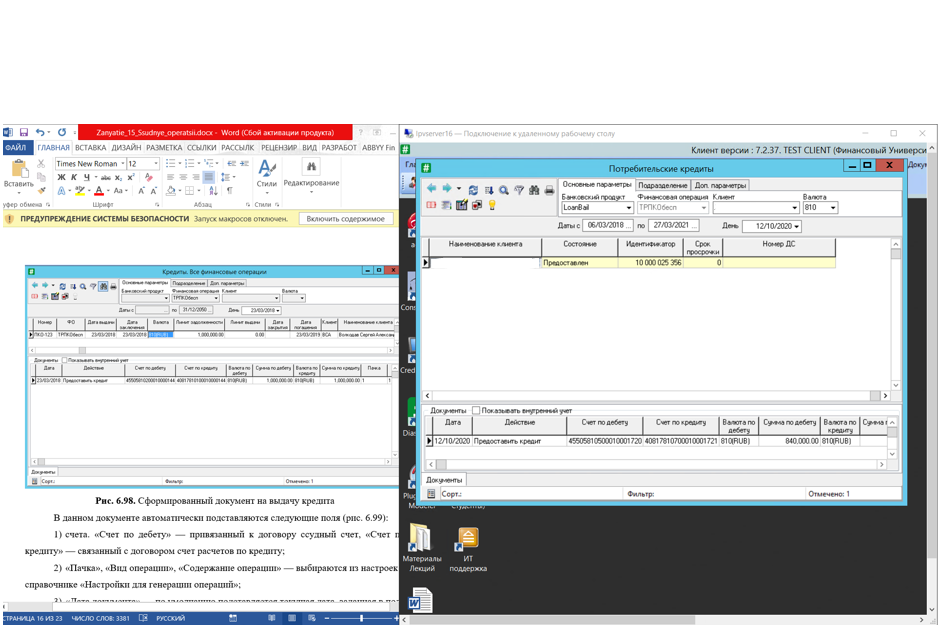 Zanyatie_15_Ssudnye_operatsii.docx - Word (Сбой активации продукта)
ФАЙЛ ГЛАВНАЯ ВСТАВКА ДИЗАЙН РАЗМЕТКА ССЫЛКИ РАССЫЛК РЕЦЕНЗИР ВИД РАЗРАБОТ ABBYY Fin
Times New Roman 12
Вставить
Стили Редактирование
Шрифт Абзац Стили
ПРЕДУПРЕЖДЕНИЕ СИСТЕМЫ БЕЗОПАСНОСТИ Запуск макросов отключен. Включить содержимое
Кредиты. Все финансовые операции
Основные параметры Подразделение Доп. параметры
Банковский продукт Финансовая операция Клиент Валюта
ТРПКОбесп
Даты с по 31/12/2050 День 23/03/2018
Номер ФО Дата выдачи Дата заключения Валюта Лимит задолженности Лимит выдачи Дата закрытия Дата погашения Клиент Наименование клиента
ПКО-123 ТРПКОбесп 23/03/2018 23/03/2018 810(RUB) 1,000,000.00 0.00 23/03/2019 ВСА
Документы Показывать внутренний учет
Дата Действие Счет по дебету Счет по кредиту Валюта по дебету Сумма по дебету Валюта по кредиту Сумма по кредиту Пачка
23/03/2018 Предоставить кредит 45505810200010000144 40817810100010000144 810(RUB) 1,000,000.00 810(RUB) 1,000,000.00 1
Документы
Сорт.: Фильтр: Отмечено: 1
Рис. 6.98. Сформированный документ на выдачу кредита
В данном документе автоматически подставляются следующие поля (рис. 6.99):
1) счета. «Счет по дебету» — привязанный к договору ссудный счет, «Счет п
кредиту» — связанный с договором счет расчетов по кредиту;
2) «Пачка», «Вид операции», «Содержание операции» — выбираются из настроек
справочнике «Настройки для генерации операций»;
СТРАНИЦА 16 ИЗ 23 ЧИСЛО СЛОВ: 3381 РУССКИЙ
lpvserver16 — Подключение к удаленному рабочему столу
Клиент версии : 7.2.37. TEST CLIENT (Финансовый Универси
Потребительские кредиты
Основные параметры Подразделение Доп. параметры
Банковский продукт Финансовая операция Клиент Валюта
LoanBail ТРПКОбесп 810
Даты с 06/03/2018 ... по 27/03/2021 ... День 12/10/2020
Наименование клиента Состояние Идентификатор Срок просрочки Номер ДС
Предоставлен 10 000 025 356 0
Документы Показывать внутренний учет
Дата Действие Счет по дебету Счет по кредиту Валюта по дебету Сумма по дебету Валюта по кредиту Сумма
12/10/2020 Предоставить кредит 45505810500010001720 40817810700010001721 810(RUB) 840,000.00 810(RUB)
Документы
Сорт.: Фильтр: Отмечено: 1
Материалы Лекций
ИТ поддержка